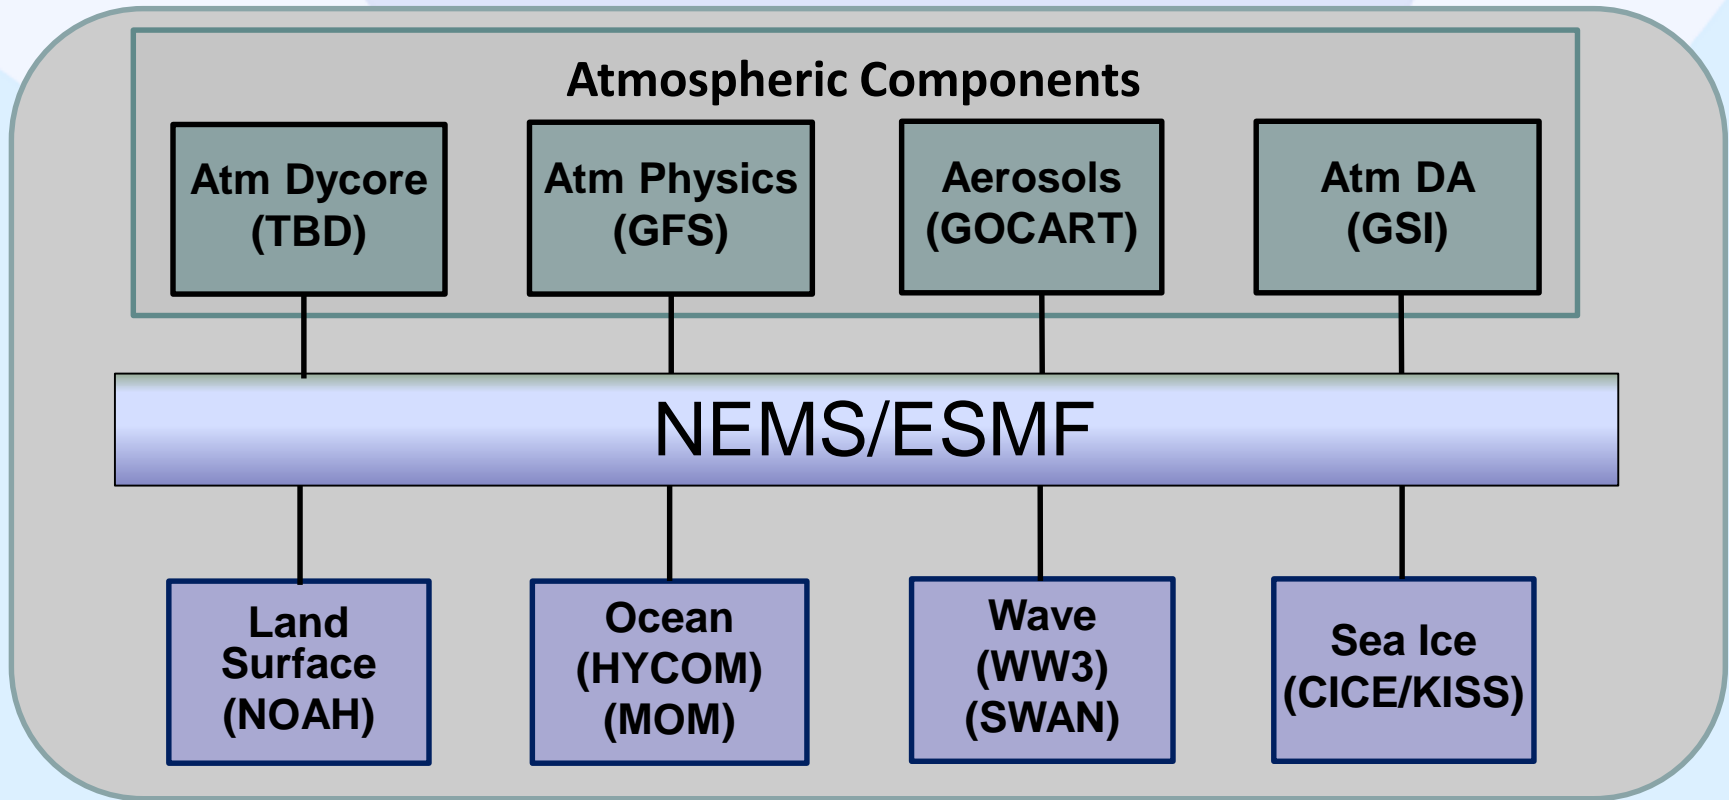 Atmospheric Components
Atm Dycore
(TBD)
Atm Physics
(GFS)
Aerosols
(GOCART)
Atm DA
(GSI)
NEMS/ESMF
Land
Surface
(NOAH)
Ocean
(HYCOM)
(MOM)
Wave
(WW3)
(SWAN)
Sea Ice
(CICE/KISS)